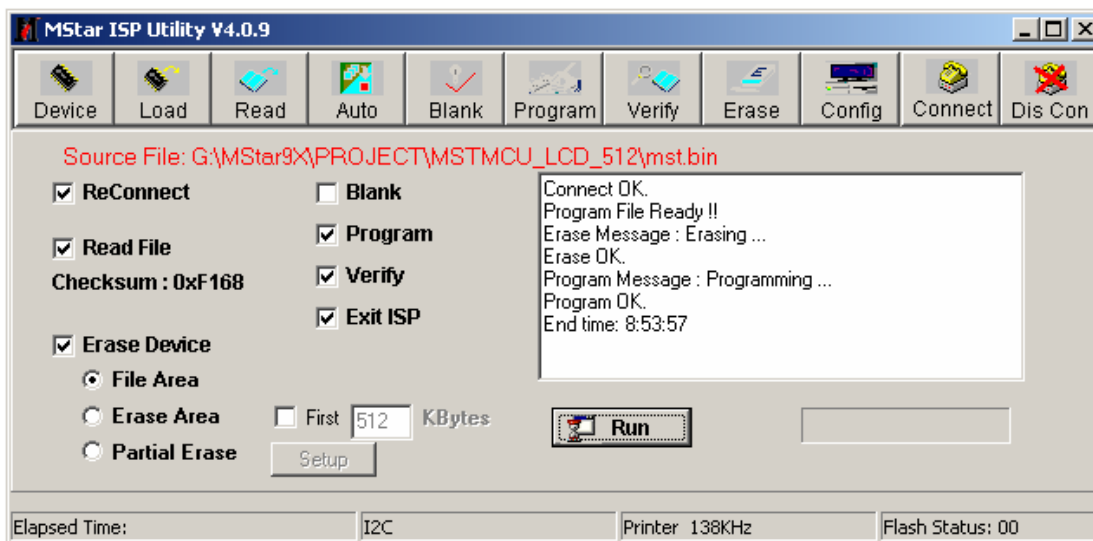 MStar ISP Utility V4.0.9
Device Load Read Auto Blank Program Verify Erase Config Connect Dis Con
Source File: G:\MStar9X\PROJECT\MSTMCU_LCD_512\mst.bin
ReConnect
Read File
Checksum : 0xF168
Erase Device
File Area
Erase Area
Partial Erase
Blank
Program
Verify
Exit ISP
First 512 KBytes
Setup
Connect OK.
Program File Ready !!
Erase Message : Erasing ...
Erase OK.
Program Message : Programming ...
Program OK.
End time: 8:53:57
Run
Elapsed Time: I2C Printer 138KHz Flash Status: 00